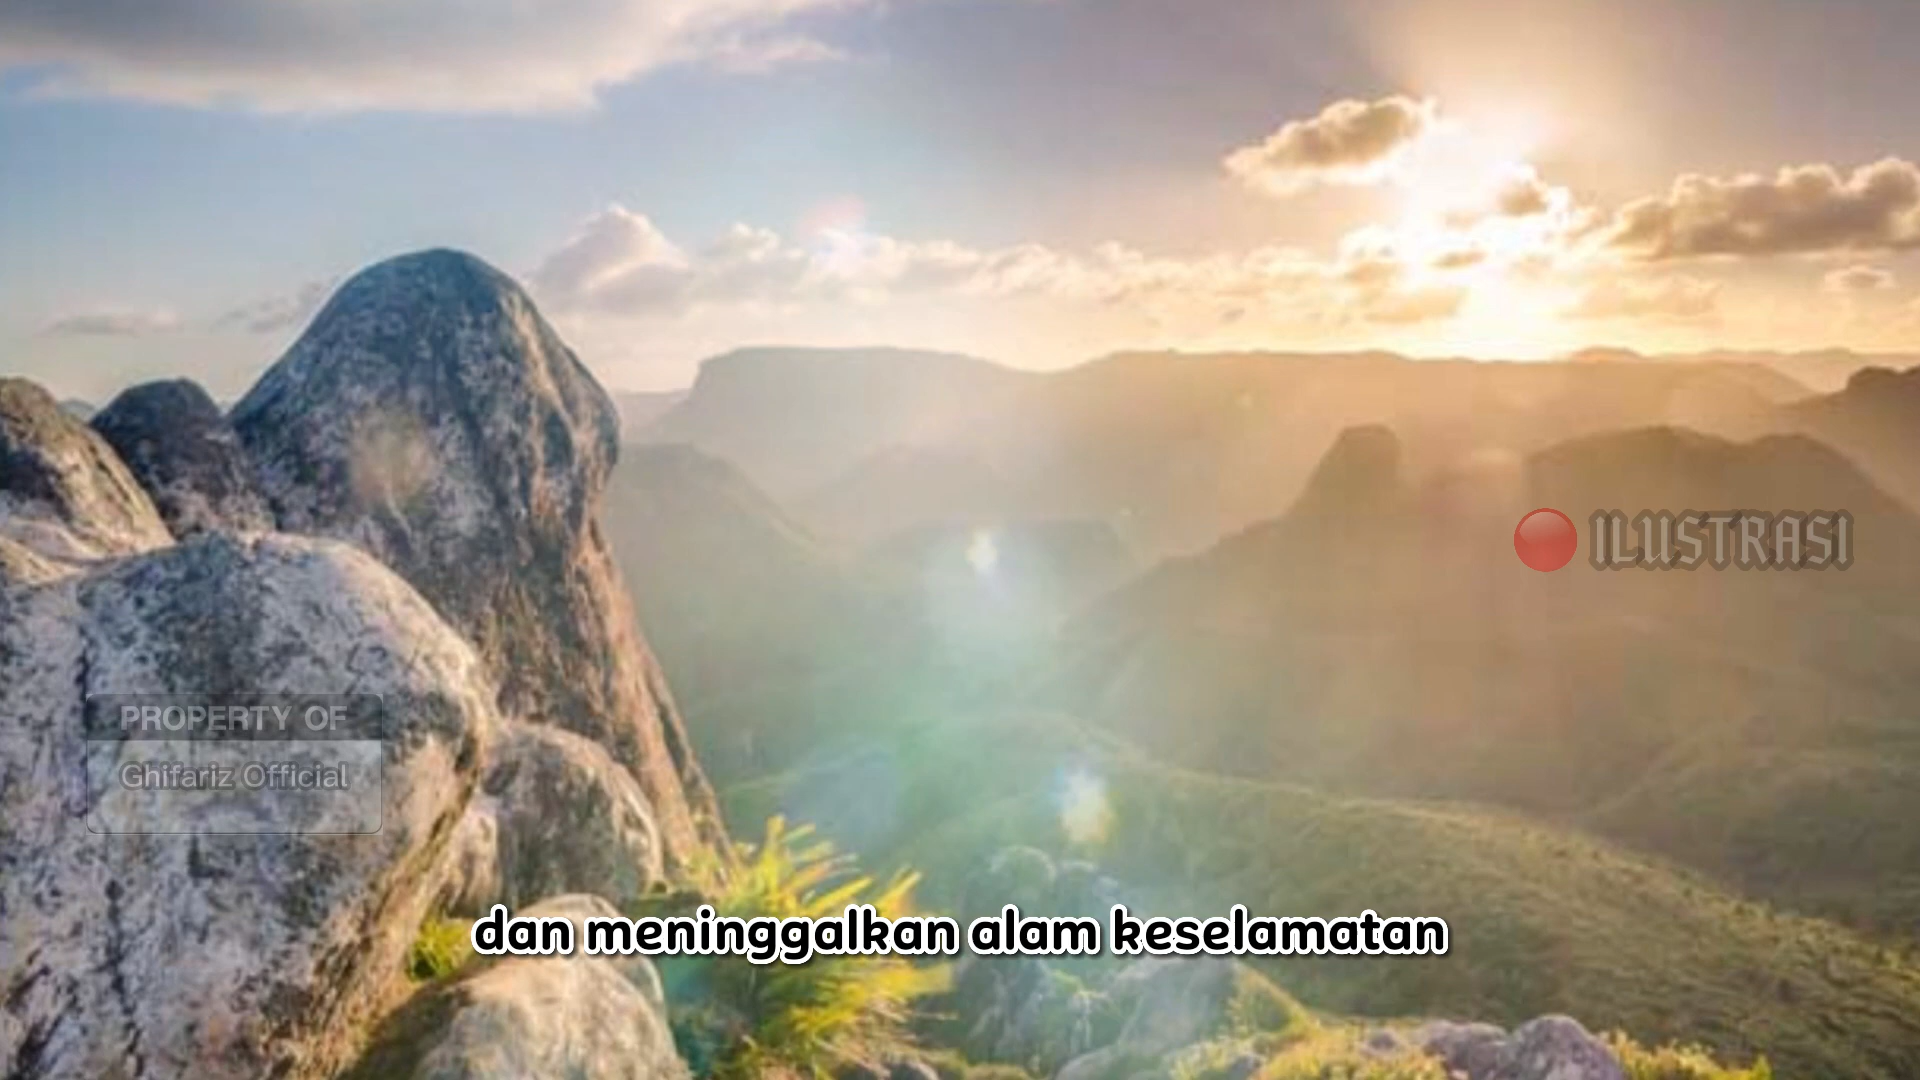 ILUSTRASI
PROPERTY OF
Ghifariz Official
dan meninggalkan alam keselamatan